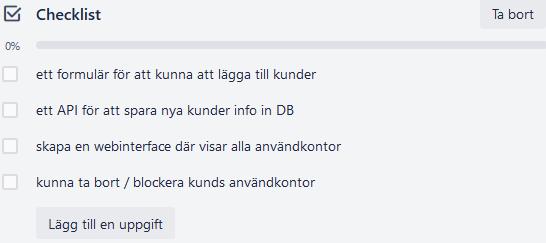 Checklist
Ta bort
0%
ett formulär för att kunna att lägga till kunder
ett API för att spara nya kunder info in DB
skapa en webinterface där visar alla användkontor
kunna ta bort / blockera kunds användkontor
Lägg till en uppgift